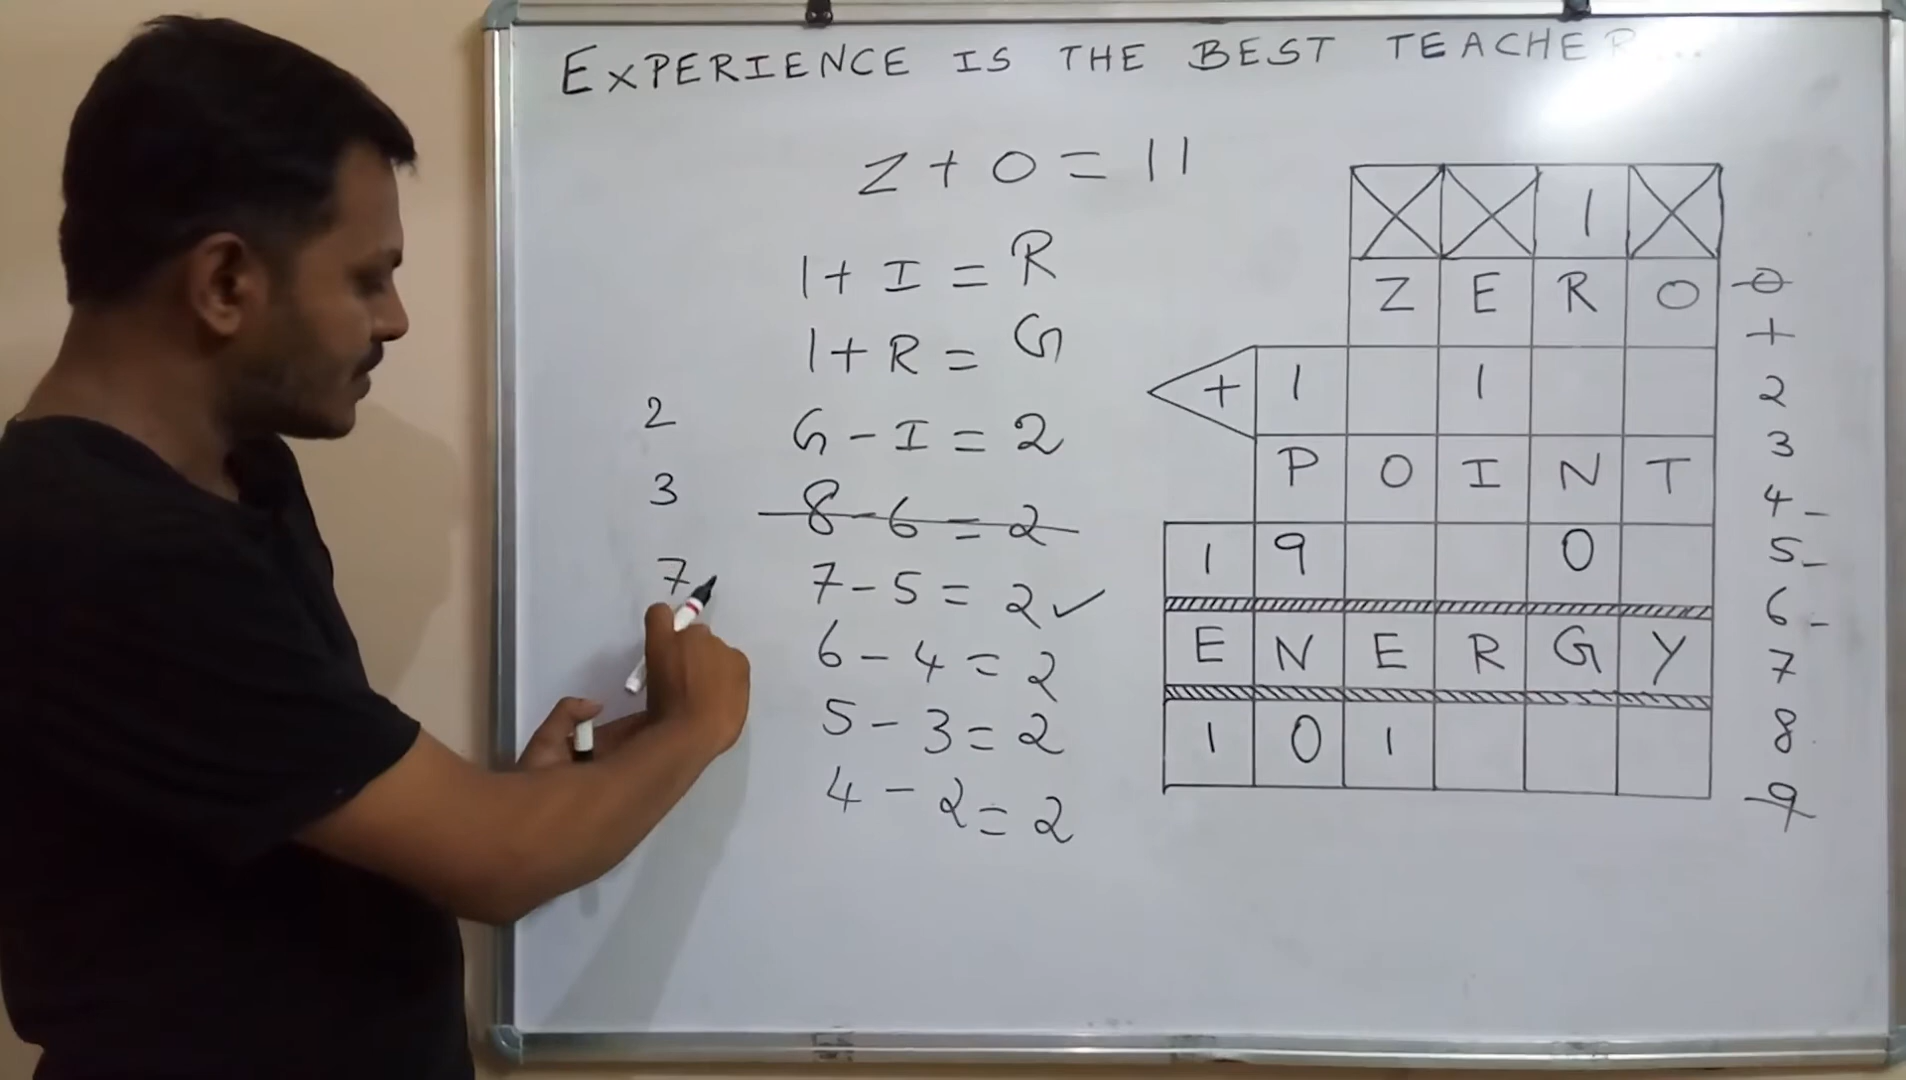 EXPERIENCE IS THE BEST TEACHER...
Z + O = 11
1 + I = R
1 + R = G
G - I = 2
8 - 6 = 2
7 - 5 = 2 ✓
6 - 4 = 2
5 - 3 = 2
4 - 2 = 2
2
3
7
1
Z E R O
+ 1 1
P O I N T
1 9 0
E N E R G Y
1 0 1
0
1
2
3
4 -
5 -
6 -
7
8
9